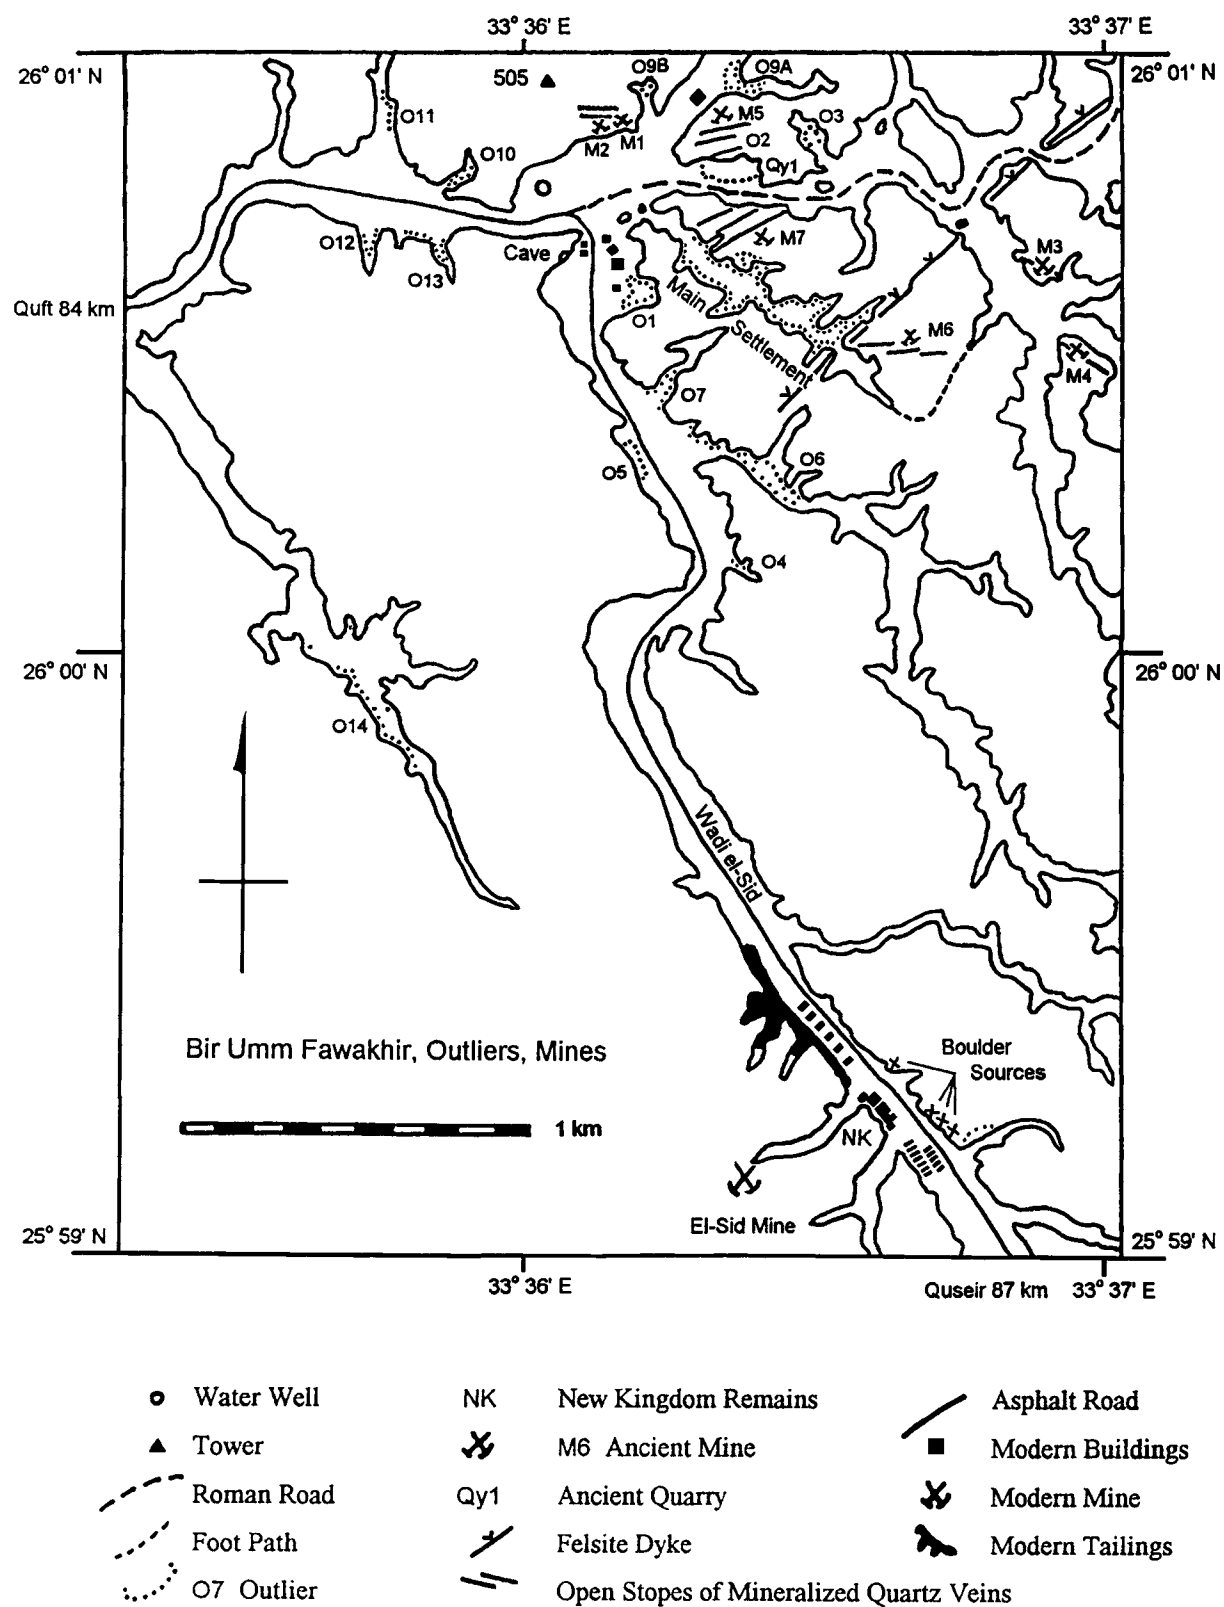 33° 36' E
33° 37' E
26° 01' N
26° 01' N
505
O9B
O9A
O11
M5
O3
M2
M1
O2
O10
Qy1
O12
O13
Cave
M7
M3
Quft 84 km
O1
Main Settlement
M6
M4
O7
O5
O6
O4
26° 00' N
26° 00' N
O14
Wadi el-Sid
Bir Umm Fawakhir, Outliers, Mines
1 km
Boulder
Sources
NK
El-Sid Mine
25° 59' N
25° 59' N
33° 36' E
Quseir 87 km
33° 37' E
Water Well
NK New Kingdom Remains
Asphalt Road
Tower
M6 Ancient Mine
Modern Buildings
Roman Road
Qy1 Ancient Quarry
Modern Mine
Foot Path
Felsite Dyke
Modern Tailings
O7 Outlier
Open Stopes of Mineralized Quartz Veins